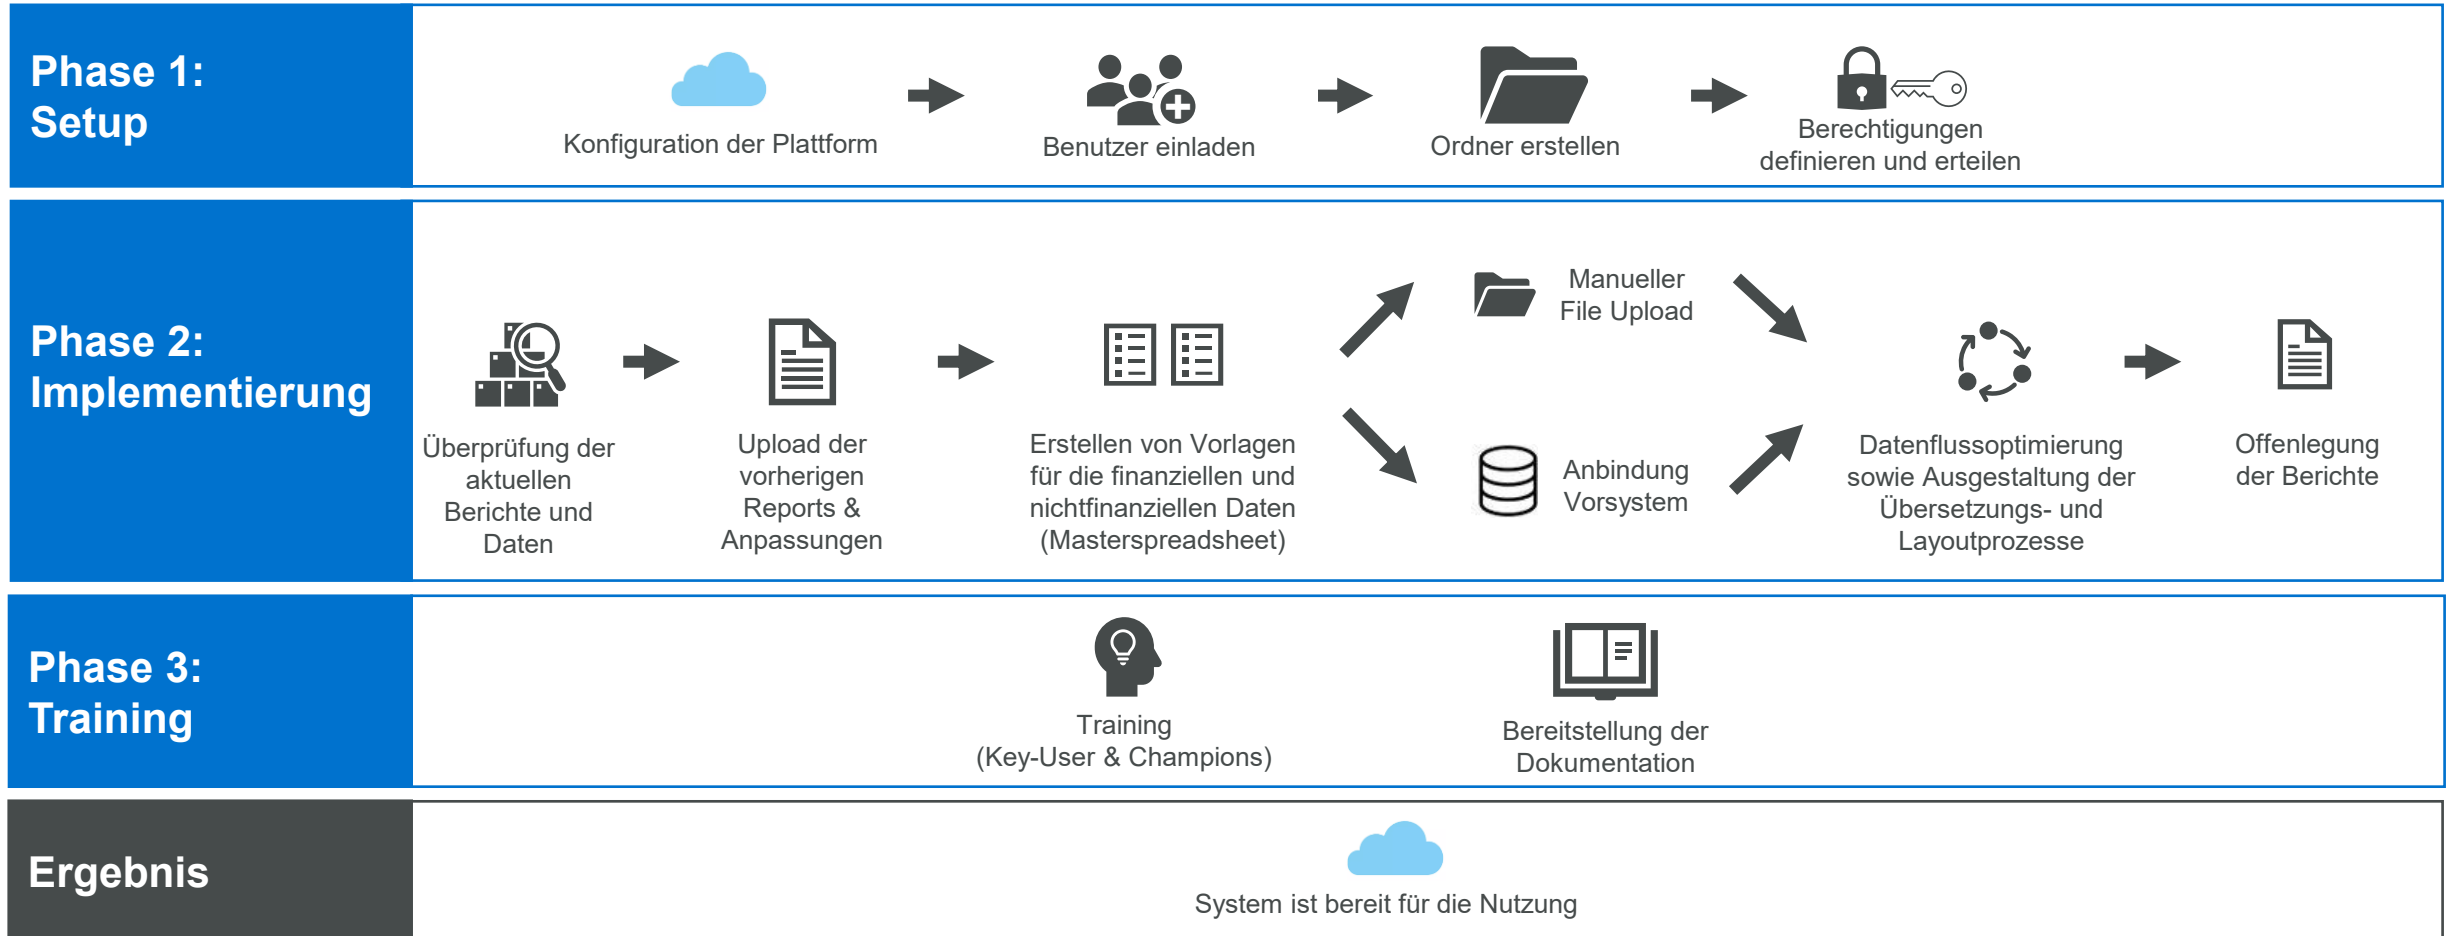 Phase 1:
Setup
Konfiguration der Plattform
Benutzer einladen
Ordner erstellen
Berechtigungen
definieren und erteilen
Phase 2:
Implementierung
Überprüfung der
aktuellen
Berichte und
Daten
Upload der
vorherigen
Reports &
Anpassungen
Erstellen von Vorlagen
für die finanziellen und
nichtfinanziellen Daten
(Masterspreadsheet)
Manueller
File Upload
Anbindung
Vorsystem
Datenflussoptimierung
sowie Ausgestaltung der
Übersetzungs- und
Layoutprozesse
Offenlegung
der Berichte
Phase 3:
Training
Training
(Key-User & Champions)
Bereitstellung der
Dokumentation
Ergebnis
System ist bereit für die Nutzung